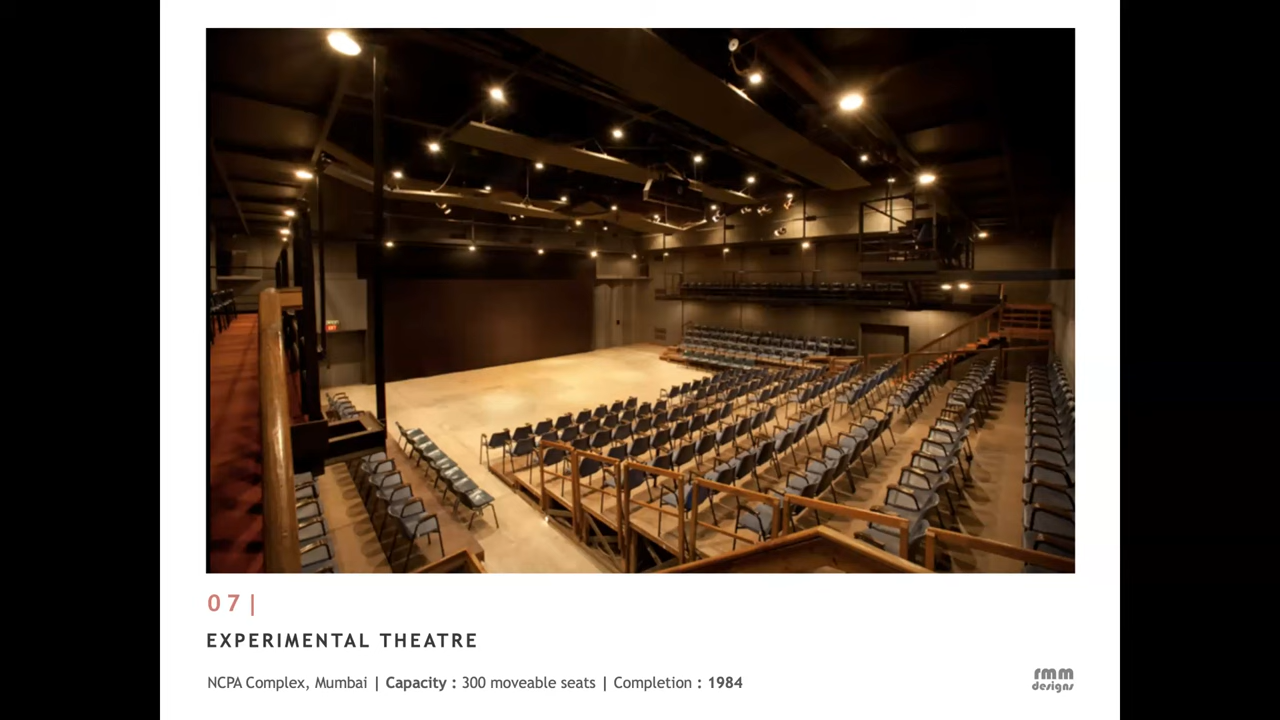 07|
EXPERIMENTAL THEATRE
NCPA Complex, Mumbai | Capacity : 300 moveable seats | Completion : 1984
rmm
designs